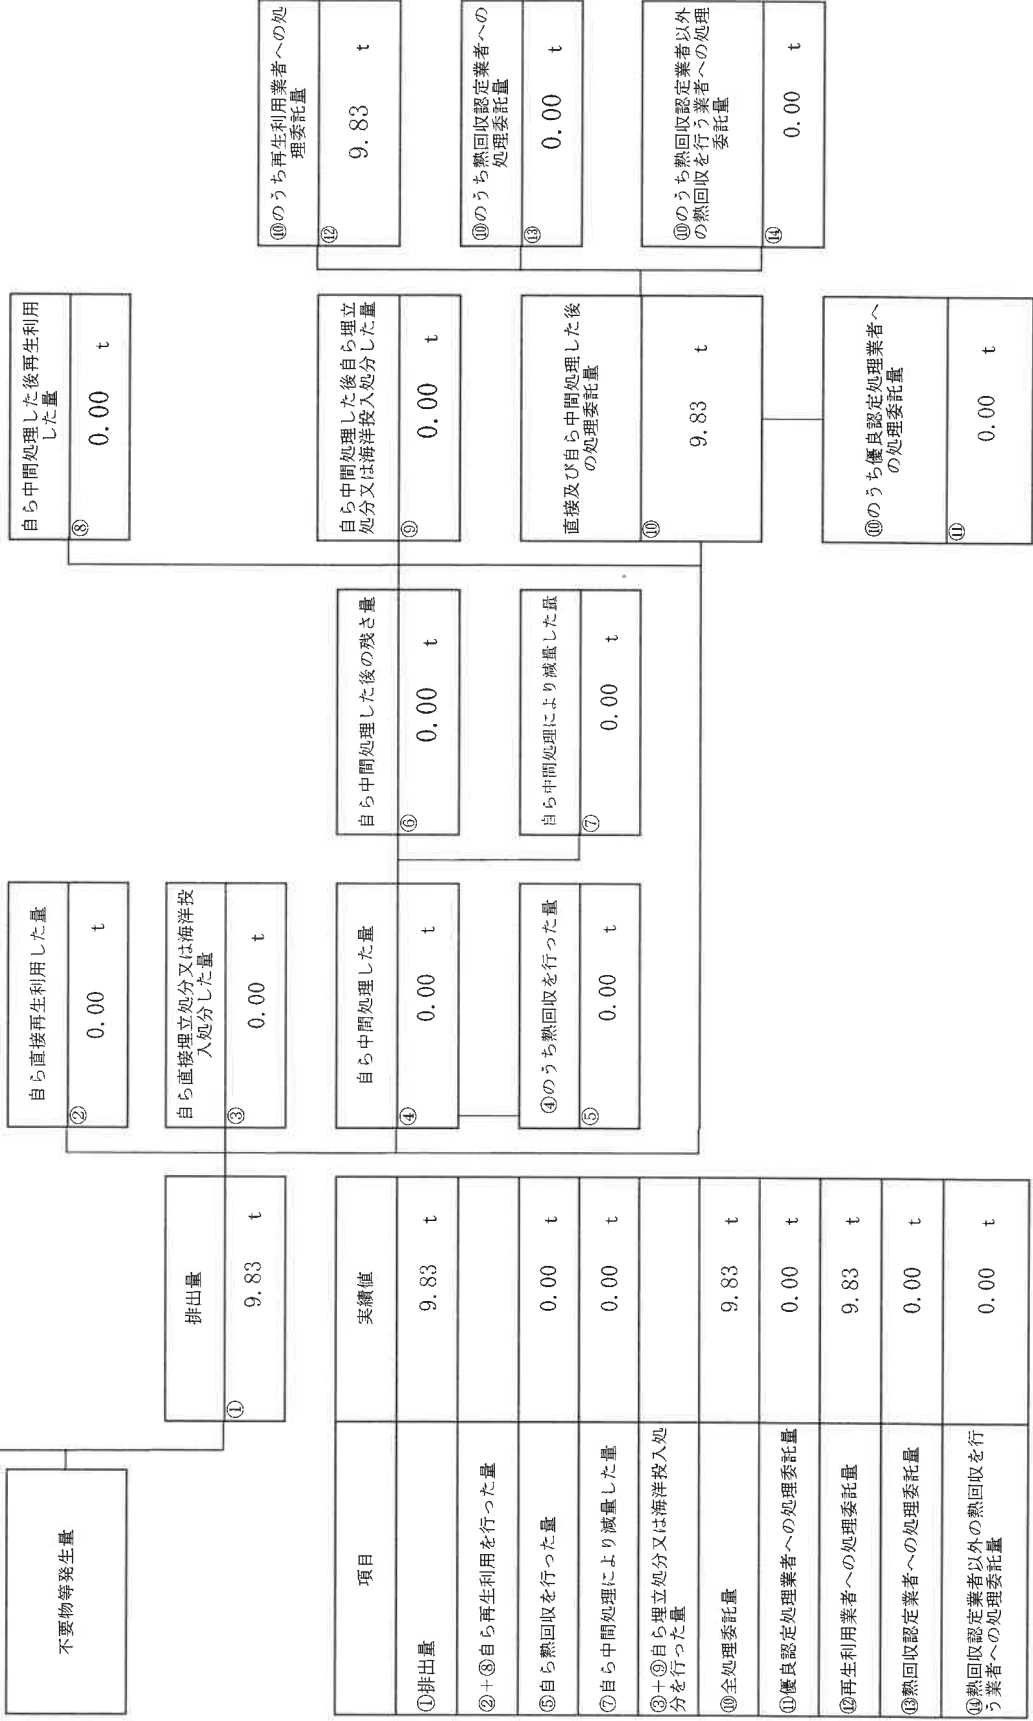 不要物等発生量
排出量
①
9.83 t
自ら直接再生利用した量
②
0.00 t
自ら直接埋立処分又は海洋投
入処分した量
③
0.00 t
自ら中間処理した量
④
0.00 t
④のうち熱回収を行った量
⑤
0.00 t
自ら中間処理した後の残さ量
⑥
0.00 t
自ら中間処理により減量した量
⑦
0.00 t
自ら中間処理した後再生利用
した量
⑧
0.00 t
自ら中間処理した後自ら埋立
処分又は海洋投入処分した量
⑨
0.00 t
直接及び自ら中間処理した後
の処理委託量
⑩
9.83 t
⑩のうち優良認定処理業者へ
の処理委託量
⑪
0.00 t
⑩のうち再生利用業者への処
理委託量
⑫
9.83 t
⑩のうち熱回収認定業者への
処理委託量
⑬
0.00 t
⑩のうち熱回収認定業者以外
の熱回収を行う業者への処理
委託量
⑭
0.00 t
項目 実績値
①排出量 9.83 t
②+⑧自ら再生利用を行った量
⑤自ら熱回収を行った量 0.00 t
⑦自ら中間処理により減量した量 0.00 t
③+⑨自ら埋立処分又は海洋投入処
分を行った量
⑩全処理委託量 9.83 t
⑪優良認定処理業者への処理委託量 0.00 t
⑫再生利用業者への処理委託量 9.83 t
⑬熱回収認定業者への処理委託量 0.00 t
⑭熱回収認定業者以外の熱回収を行
う業者への処理委託量 0.00 t